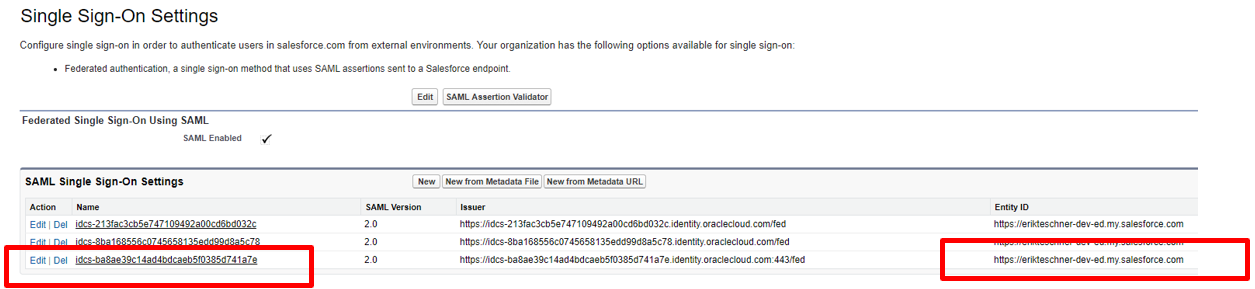 Single Sign-On Settings
Configure single sign-on in order to authenticate users in salesforce.com from external environments. Your organization has the following options available for single sign-on:
• Federated authentication, a single sign-on method that uses SAML assertions sent to a Salesforce endpoint.
Edit SAML Assertion Validator
Federated Single Sign-On Using SAML
SAML Enabled ✓
SAML Single Sign-On Settings New New from Metadata File New from Metadata URL
Action Name SAML Version Issuer Entity ID
Edit | Del idcs-213fac3cb5e747109492a00cd6bd032c 2.0 https://idcs-213fac3cb5e747109492a00cd6bd032c.identity.oraclecloud.com/fed https://erikteschner-dev-ed.my.salesforce.com
Edit | Del idcs-8ba168556c0745658135edd99d8a5c78 2.0 https://idcs-8ba168556c0745658135edd99d8a5c78.identity.oraclecloud.com/fed https://erikteschner-dev-ed.my.salesforce.com
Edit | Del idcs-ba8ae39c14ad4bdcaeb5f0385d741a7e 2.0 https://idcs-ba8ae39c14ad4bdcaeb5f0385d741a7e.identity.oraclecloud.com:443/fed https://erikteschner-dev-ed.my.salesforce.com